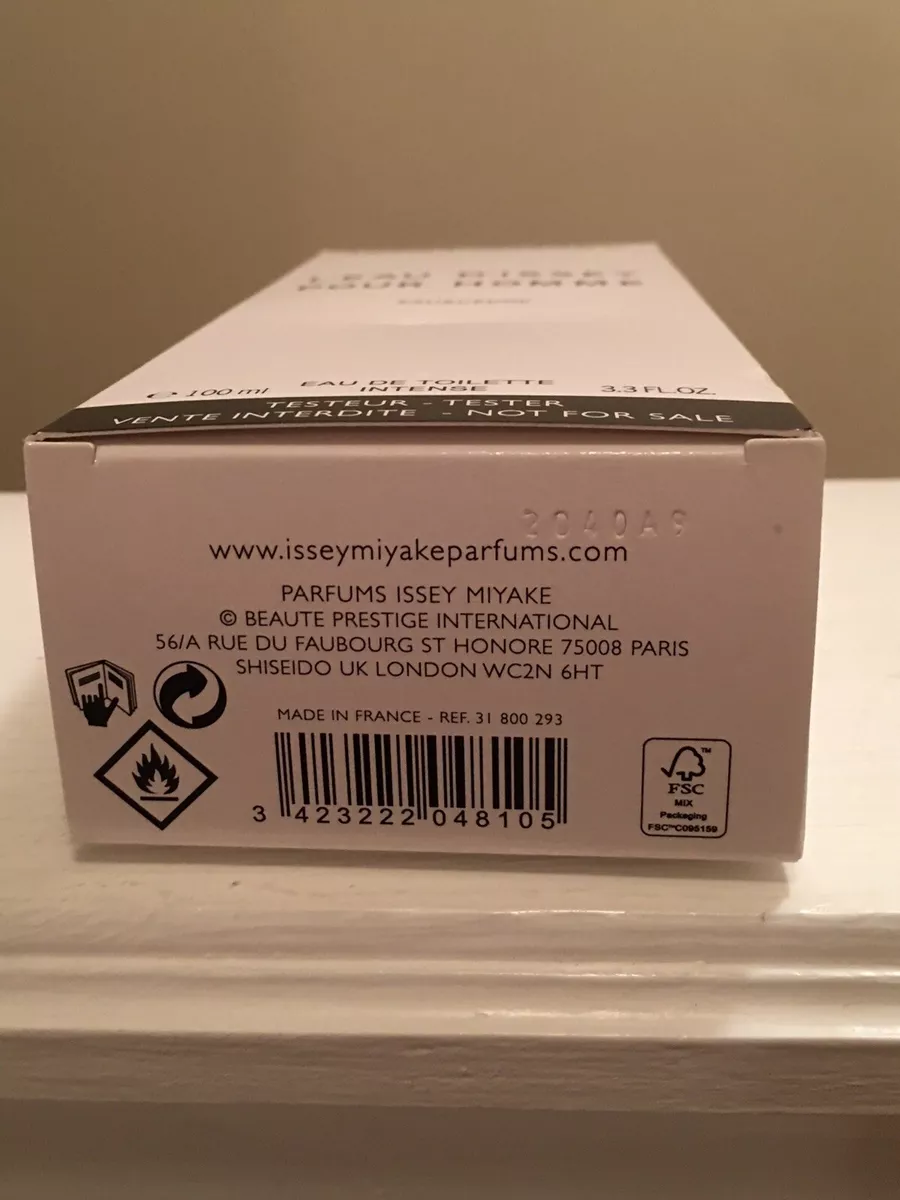 L'EAU D'ISSEY
POUR HOMME
℮ 100 ml EAU DE TOILETTE INTENSE 3.3 FL.OZ.
TESTEUR - TESTER
VENTE INTERDITE - NOT FOR SALE
2040A9
www.isseymiyakeparfums.com
PARFUMS ISSEY MIYAKE
© BEAUTE PRESTIGE INTERNATIONAL
56/A RUE DU FAUBOURG ST HONORE 75008 PARIS
SHISEIDO UK LONDON WC2N 6HT
MADE IN FRANCE - REF. 31 800 293
3 423222 048105
FSC™
MIX
Packaging
FSC™C095159